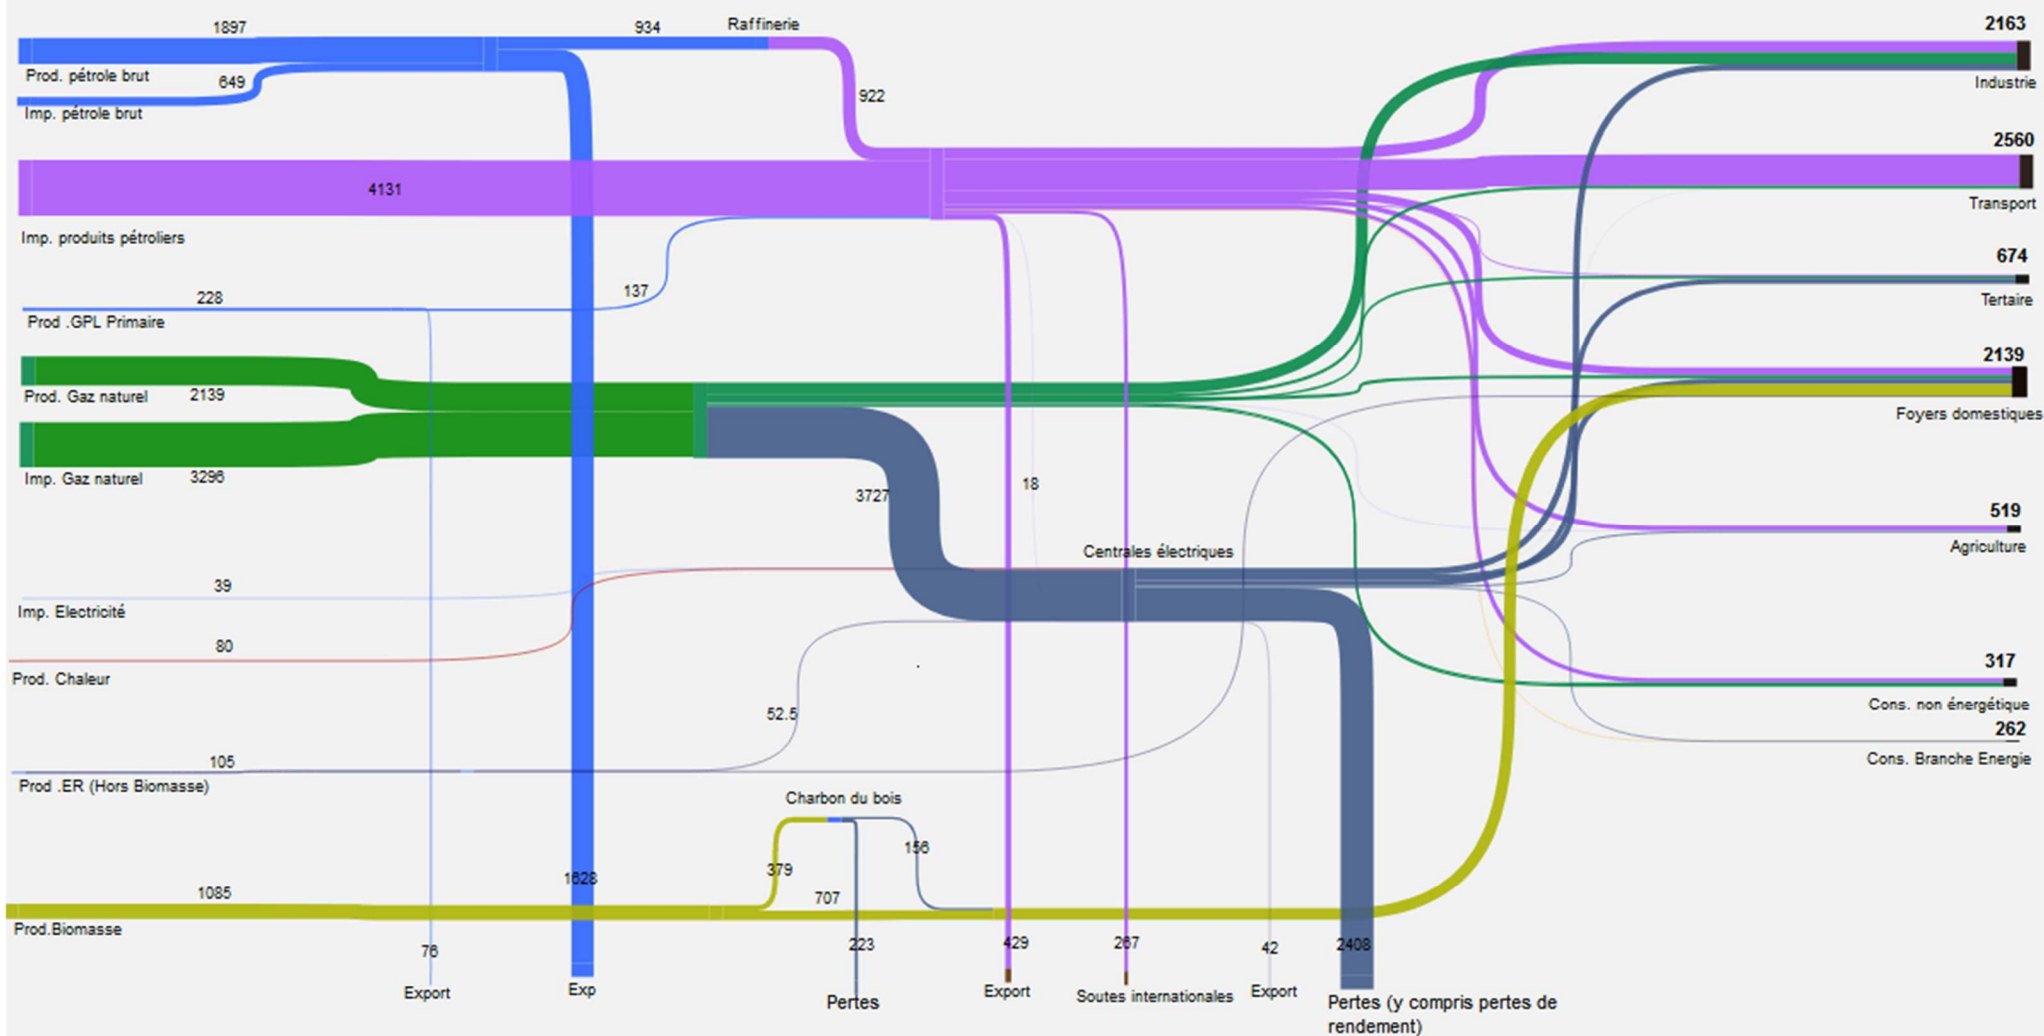 1897
934
Raffinerie
2163
Prod. pétrole brut
649
Industrie
922
Imp. pétrole brut
2560
4131
Transport
Imp. produits pétroliers
674
228
137
Tertaire
Prod .GPL Primaire
2139
Prod. Gaz naturel
2139
Foyers domestiques
Imp. Gaz naturel
3296
3727
18
519
Centrales électriques
Agriculture
39
Imp. Electricité
80
317
Prod. Chaleur
Cons. non énergétique
52.5
262
105
Cons. Branche Energie
Prod .ER (Hors Biomasse)
Charbon du bois
156
379
1628
1085
707
Prod.Biomasse
76
223
429
267
42
2408
Export
Exp
Pertes
Export
Soutes internationales
Export
Pertes (y compris pertes de
rendement)